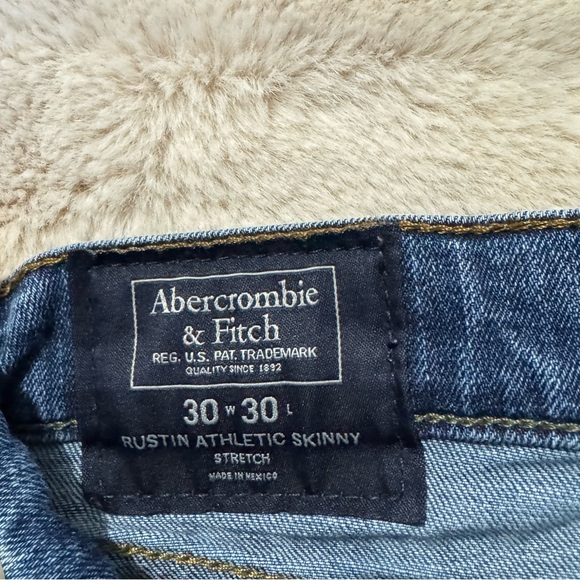 Abercrombie
& Fitch
REG. U.S. PAT. TRADEMARK
QUALITY SINCE 1892
30 W 30 L
RUSTIN ATHLETIC SKINNY
STRETCH
MADE IN MEXICO